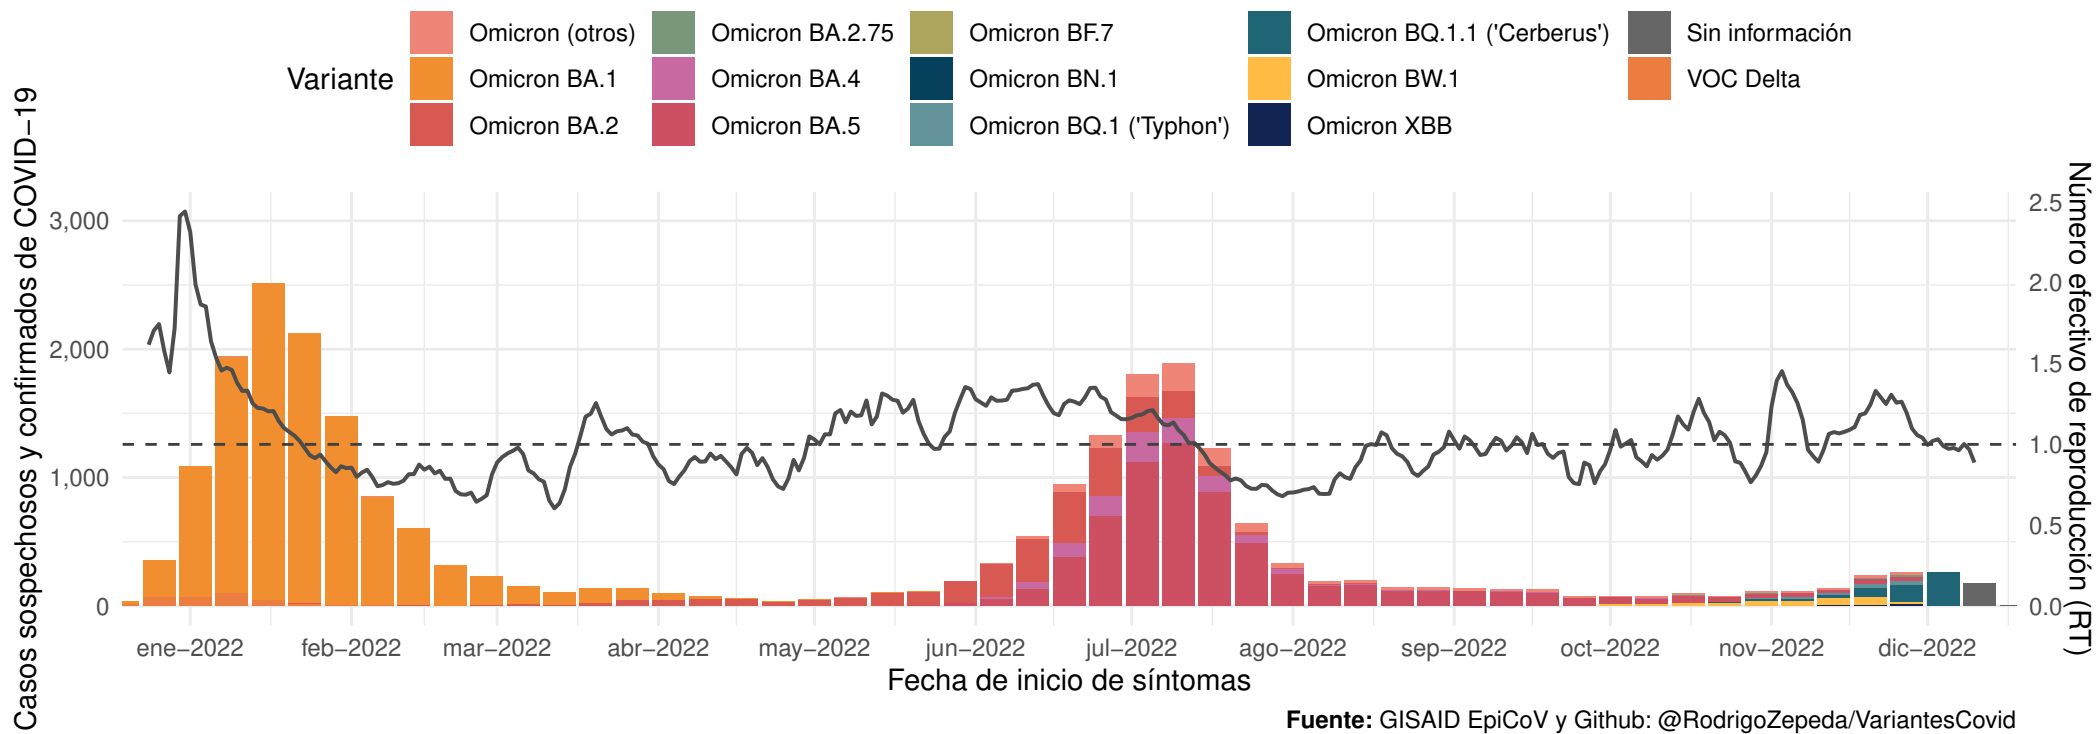 Variante
Omicron (otros)
Omicron BA.1
Omicron BA.2
Omicron BA.2.75
Omicron BA.4
Omicron BA.5
Omicron BF.7
Omicron BN.1
Omicron BQ.1 ('Typhon')
Omicron BQ.1.1 ('Cerberus')
Omicron BW.1
Omicron XBB
Sin información
VOC Delta
Casos sospechosos y confirmados de COVID−19
3,000
2,000
1,000
0
Número efectivo de reproducción (RT)
2.5
2.0
1.5
1.0
0.5
0.0
ene−2022
feb−2022
mar−2022
abr−2022
may−2022
jun−2022
jul−2022
ago−2022
sep−2022
oct−2022
nov−2022
dic−2022
Fecha de inicio de síntomas
Fuente: GISAID EpiCoV y Github: @RodrigoZepeda/VariantesCovid